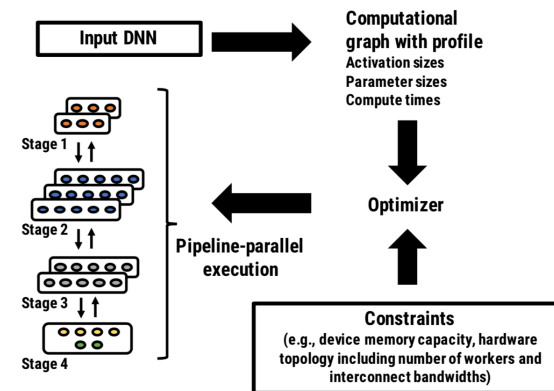 Input DNN
Computational
graph with profile
Activation sizes
Parameter sizes
Compute times
Stage 1
Stage 2
Stage 3
Stage 4
Pipeline-parallel
execution
Optimizer
Constraints
(e.g., device memory capacity, hardware
topology including number of workers and
interconnect bandwidths)